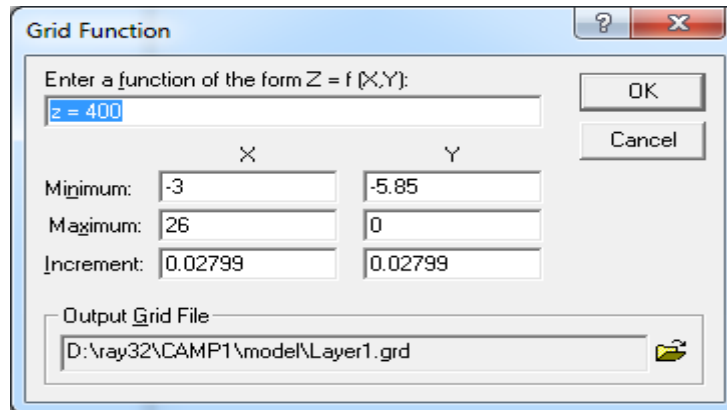 Grid Function
Enter a function of the form Z = f (X,Y):
z = 400
OK
Cancel
X Y
Minimum: -3 -5.85
Maximum: 26 0
Increment: 0.02799 0.02799
Output Grid File
D:\ray32\CAMP1\model\Layer1.grd